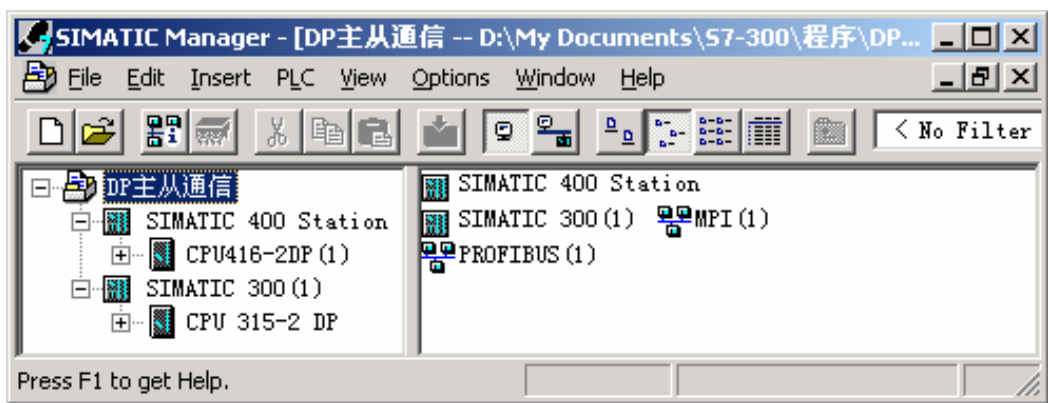 SIMATIC Manager - [DP主从通信 -- D:\My Documents\S7-300\程序\DP...
File Edit Insert PLC View Options Window Help
< No Filter
DP主从通信
SIMATIC 400 Station
CPU416-2DP(1)
SIMATIC 300(1)
CPU 315-2 DP
SIMATIC 400 Station
SIMATIC 300(1) MPI(1)
PROFIBUS(1)
Press F1 to get Help.